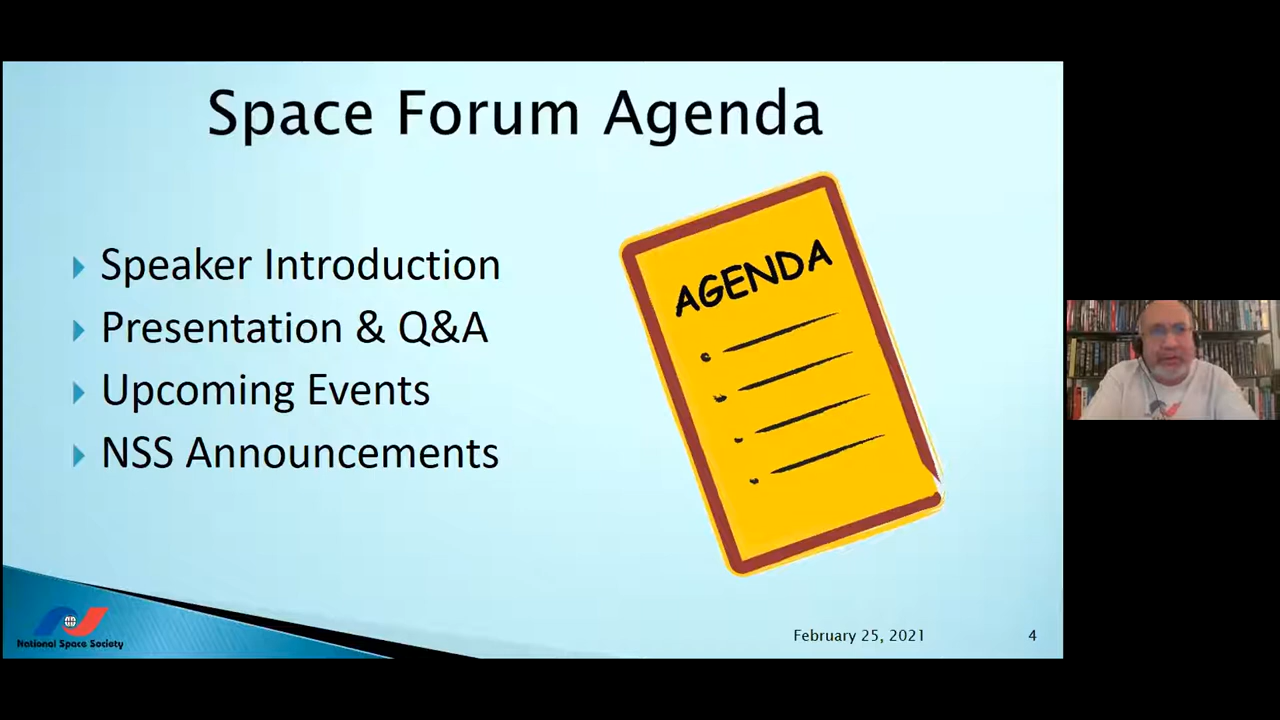 Space Forum Agenda
Speaker Introduction
Presentation & Q&A
Upcoming Events
NSS Announcements
AGENDA
National Space Society
February 25, 2021
4